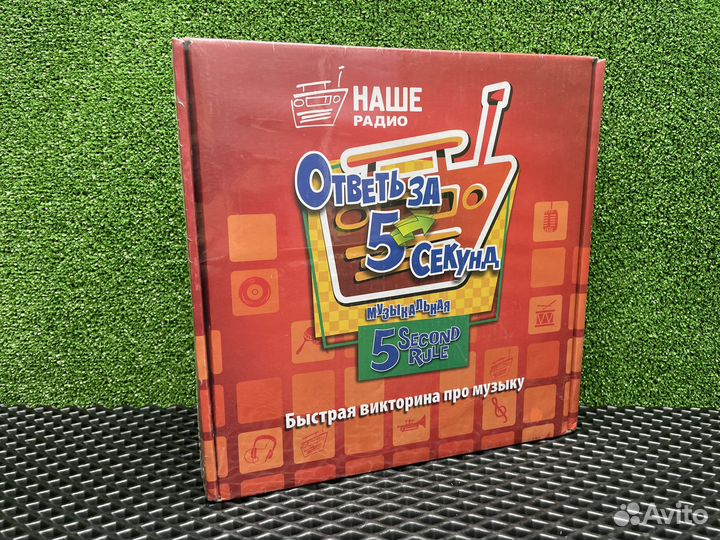 НАШЕ
РАДИО
ОТВЕТЬ ЗА
5 СЕКУНД
МУЗЫКАЛЬНАЯ
5 SECOND
RULE
Быстрая викторина про музыку
Avito